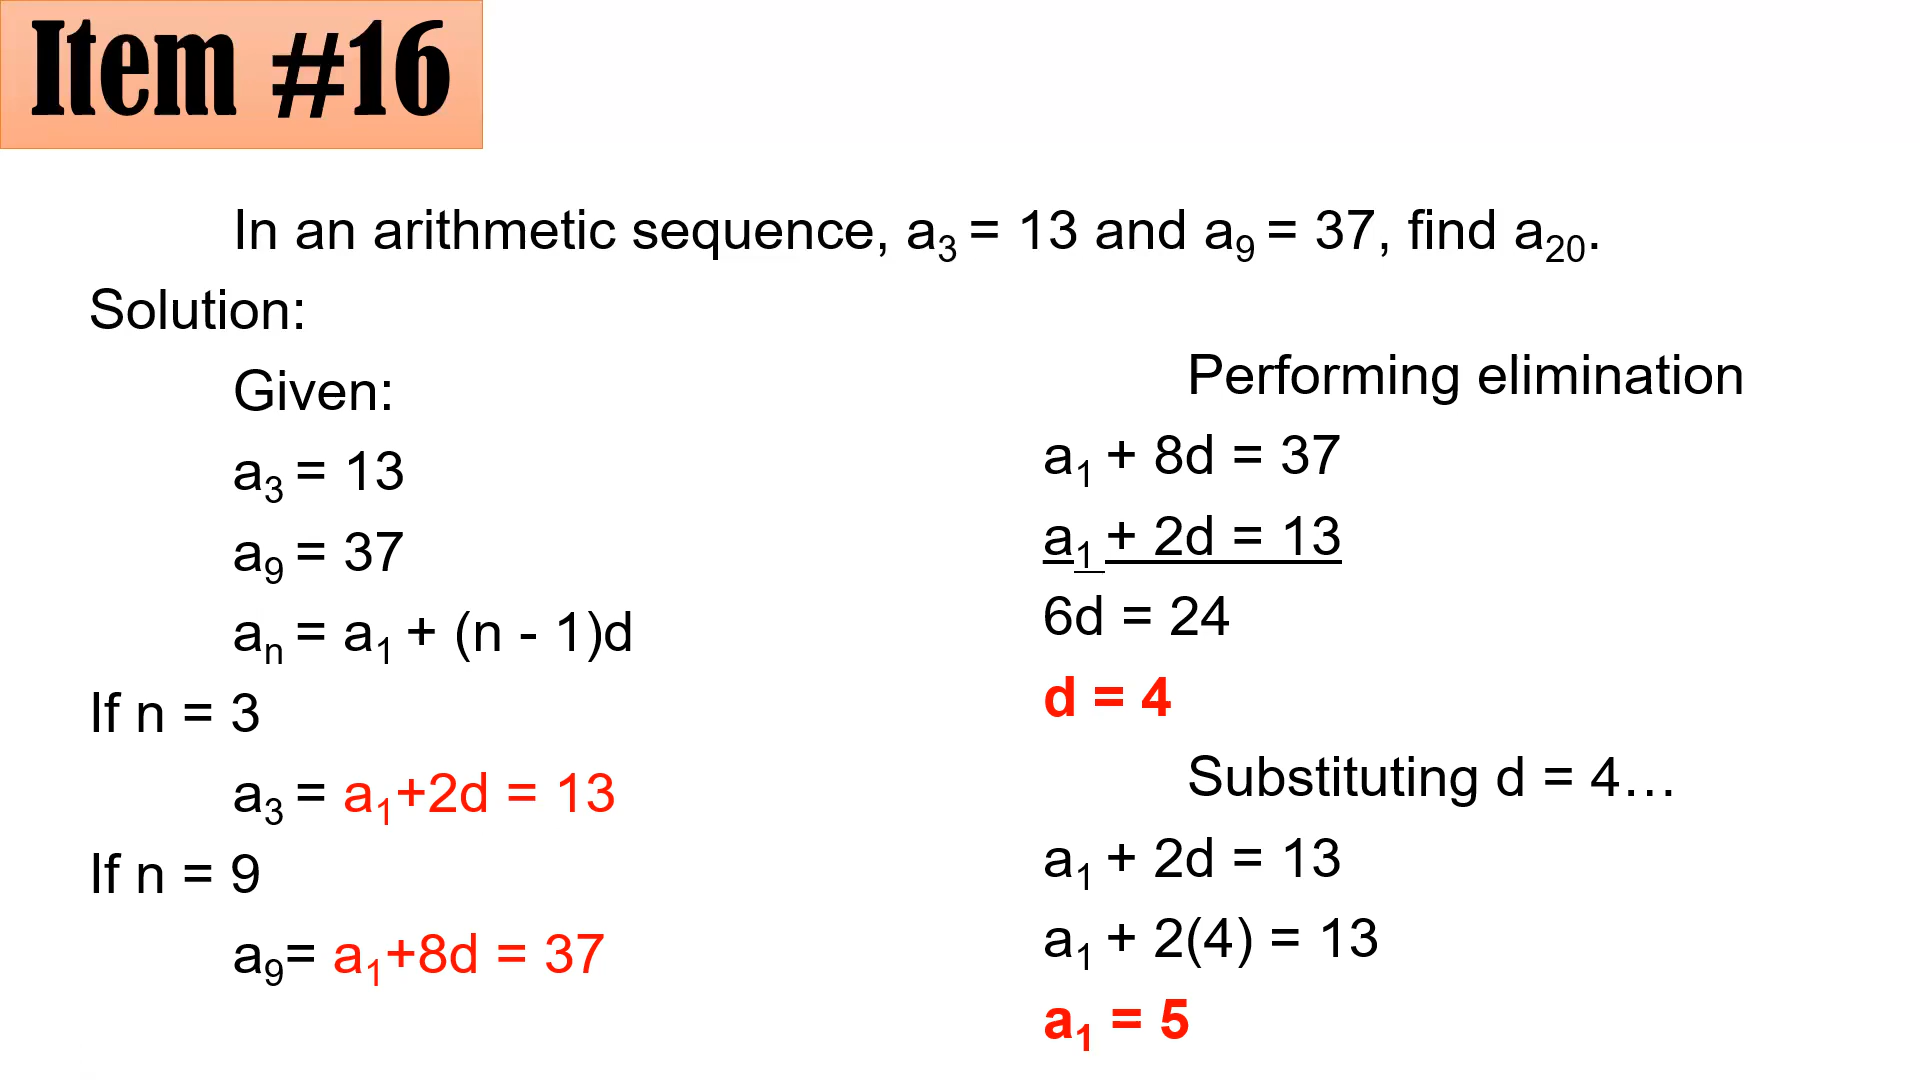 Item #16
In an arithmetic sequence, a₃ = 13 and a₉ = 37, find a₂₀.
Solution:
Given:
a₃ = 13
a₉ = 37
aₙ = a₁ + (n - 1)d
If n = 3
a₃ = a₁+2d = 13
If n = 9
a₉= a₁+8d = 37
Performing elimination
a₁ + 8d = 37
a₁ + 2d = 13
6d = 24
d = 4
Substituting d = 4…
a₁ + 2d = 13
a₁ + 2(4) = 13
a₁ = 5